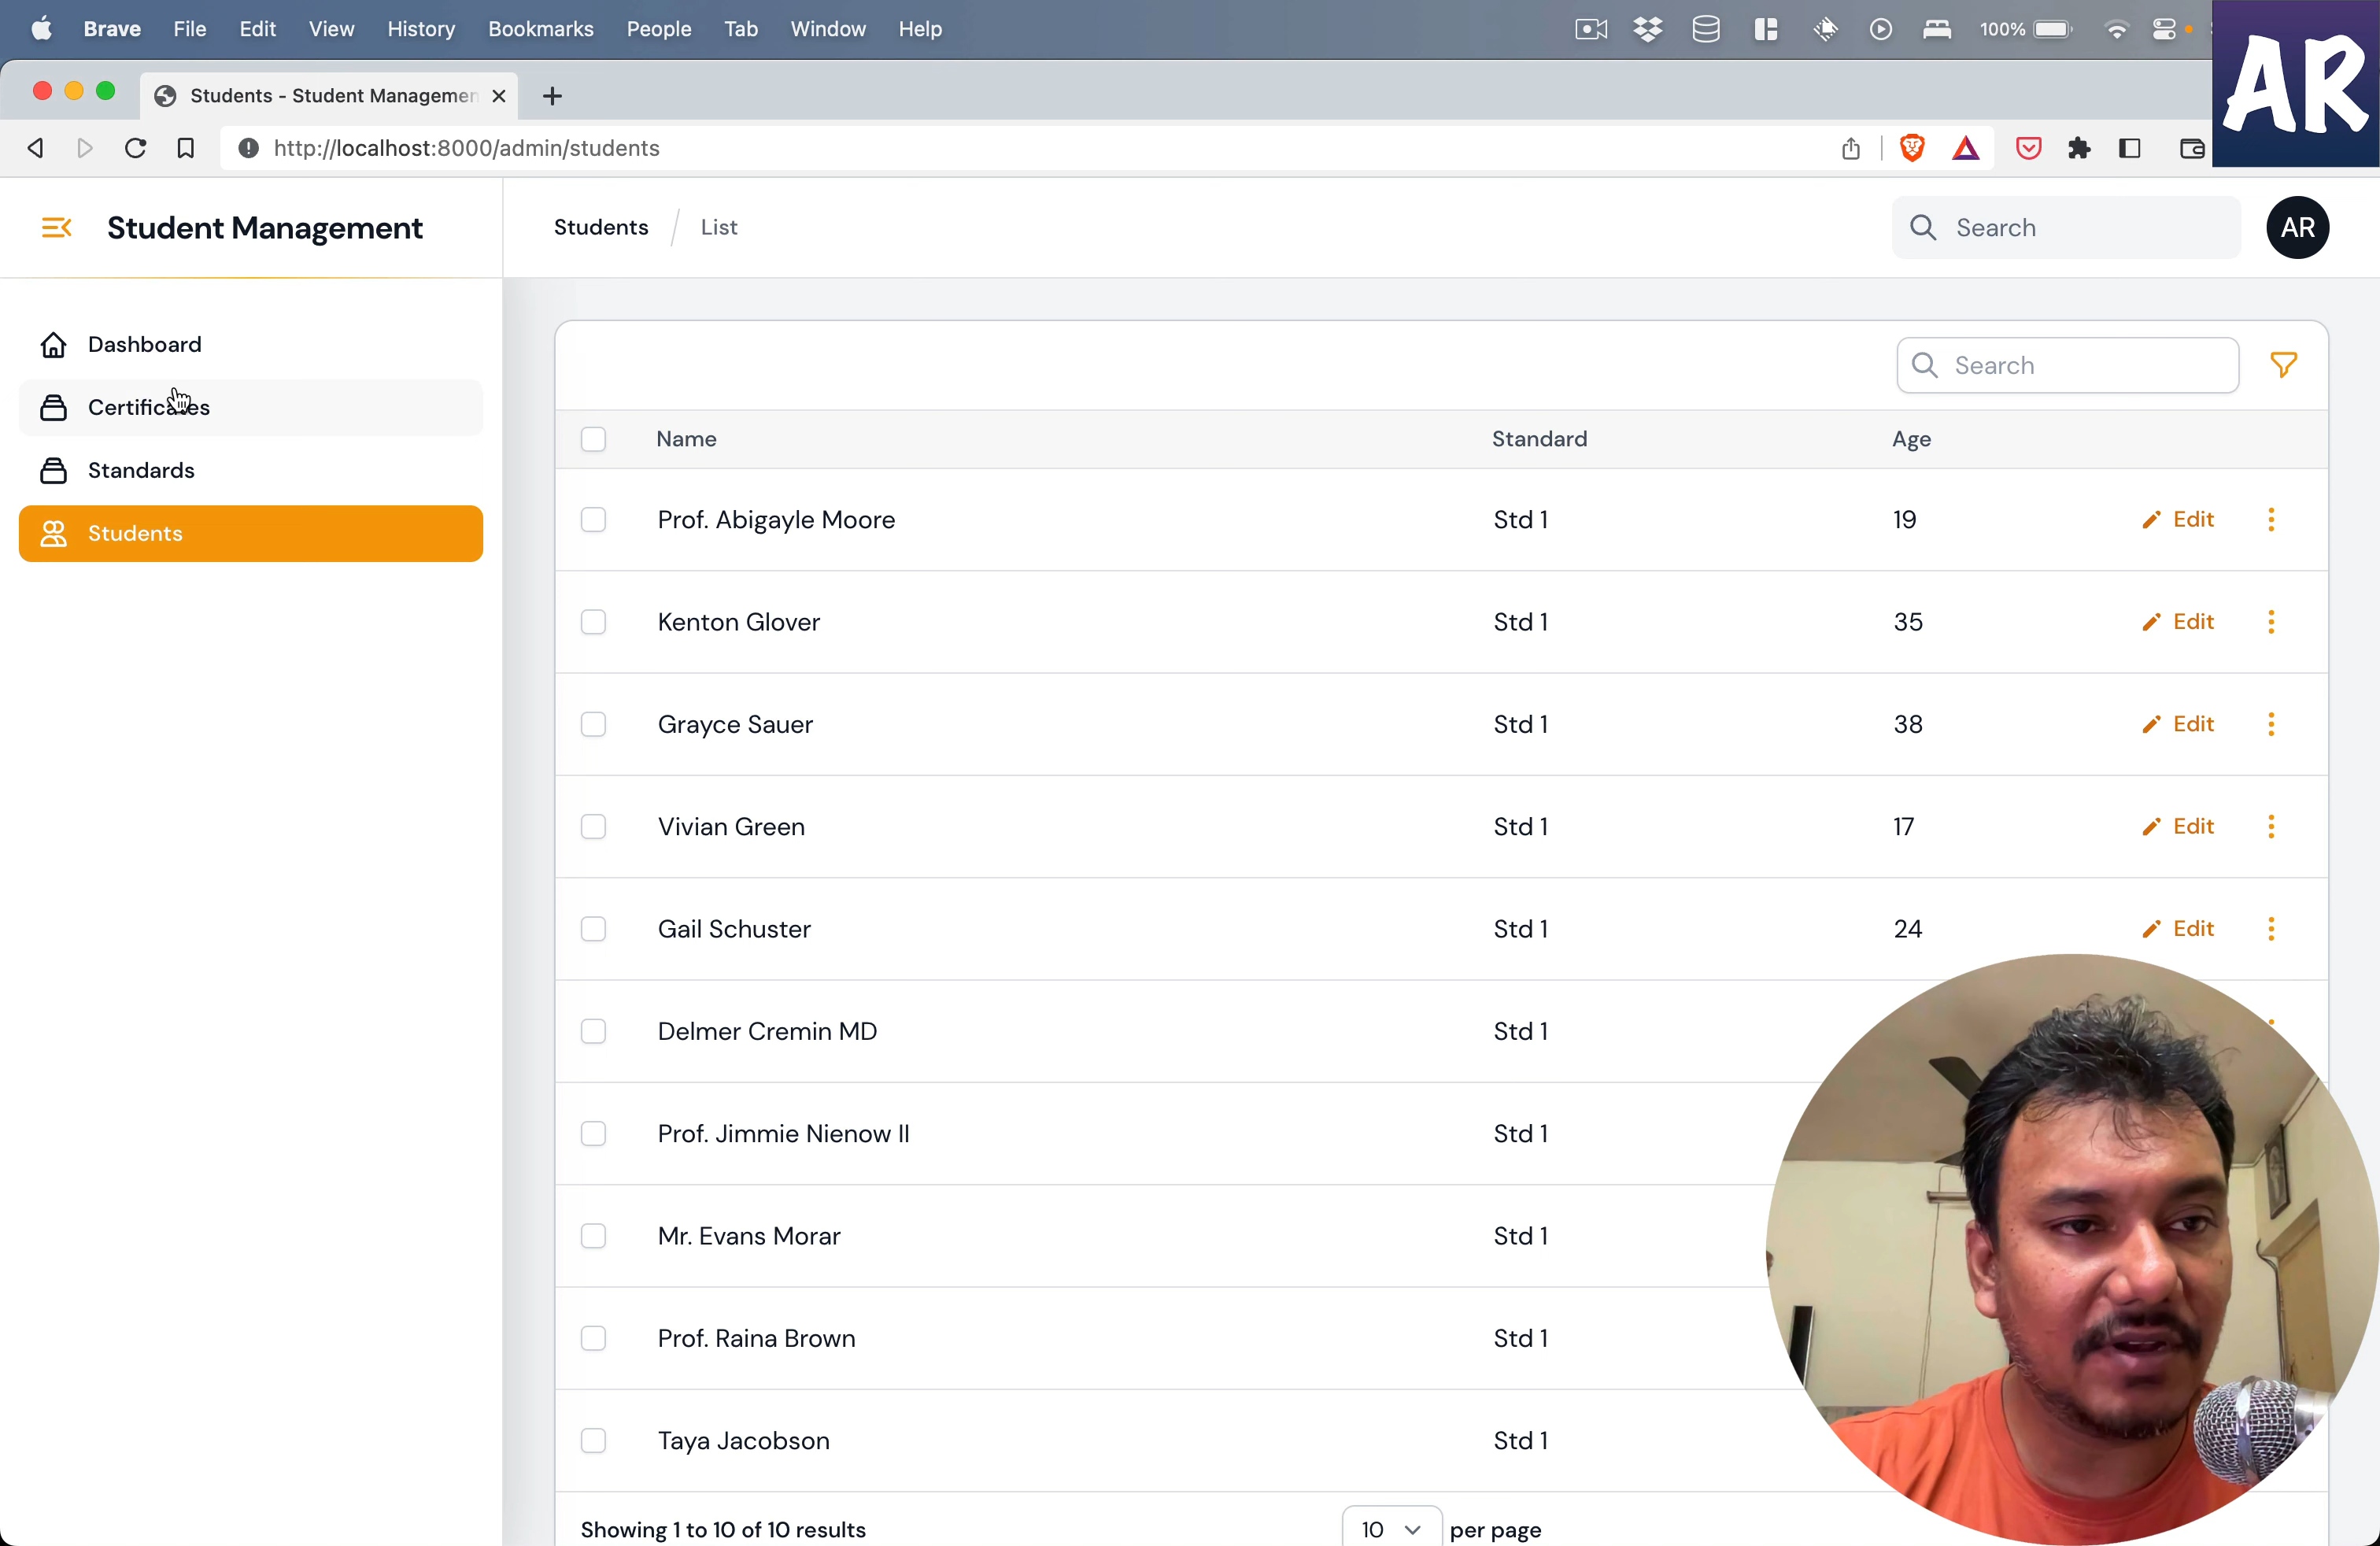 Brave File Edit View History Bookmarks People Tab Window Help 100%
AR
Students - Student Managemen
http://localhost:8000/admin/students
Student Management Students List Search AR
Dashboard
Certificates
Standards
Students
Search
Name Standard Age
Prof. Abigayle Moore Std 1 19 Edit
Kenton Glover Std 1 35 Edit
Grayce Sauer Std 1 38 Edit
Vivian Green Std 1 17 Edit
Gail Schuster Std 1 24 Edit
Delmer Cremin MD Std 1
Prof. Jimmie Nienow II Std 1
Mr. Evans Morar Std 1
Prof. Raina Brown Std 1
Taya Jacobson Std 1
Showing 1 to 10 of 10 results 10 per page